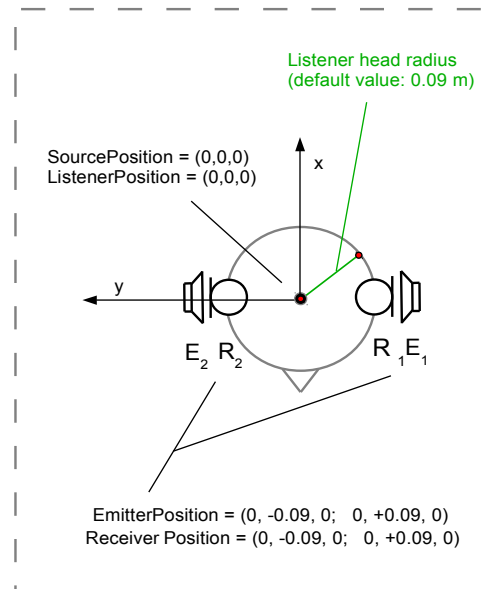 Listener head radius
(default value: 0.09 m)
SourcePosition = (0,0,0)
ListenerPosition = (0,0,0)
x
y
E2 R2
R1E1
EmitterPosition = (0, -0.09, 0; 0, +0.09, 0)
Receiver Position = (0, -0.09, 0; 0, +0.09, 0)